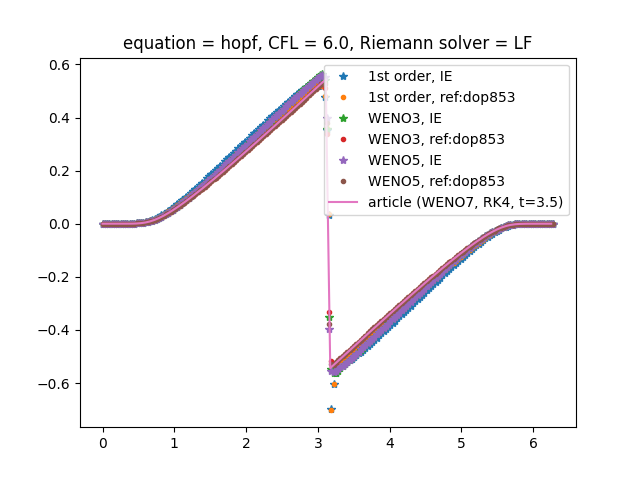 equation = hopf, CFL = 6.0, Riemann solver = LF
0.6
0.4
0.2
0.0
−0.2
−0.4
−0.6
0 1 2 3 4 5 6
1st order, IE
1st order, ref:dop853
WENO3, IE
WENO3, ref:dop853
WENO5, IE
WENO5, ref:dop853
article (WENO7, RK4, t=3.5)